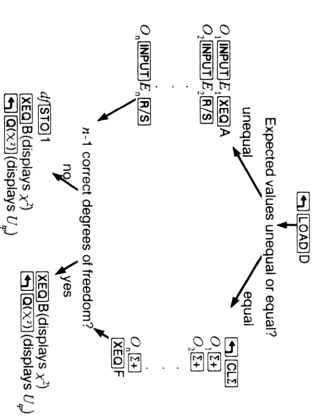 ↰ LOAD D
Expected values unequal or equal?
unequal
equal
O₁ INPUT E₁ XEQ A
O₂ INPUT E₂ R/S
. . .
Oₙ INPUT Eₙ R/S
↰ CLΣ
O₁ Σ+
O₂ Σ+
. . .
Oₙ Σ+
XEQ F
n-1 correct degrees of freedom?
no
yes
df STO 1
XEQ B (displays χ²)
↰ Q(χ²) (displays Uₚ)
XEQ B (displays χ²)
↰ Q(χ²) (displays Uₚ)